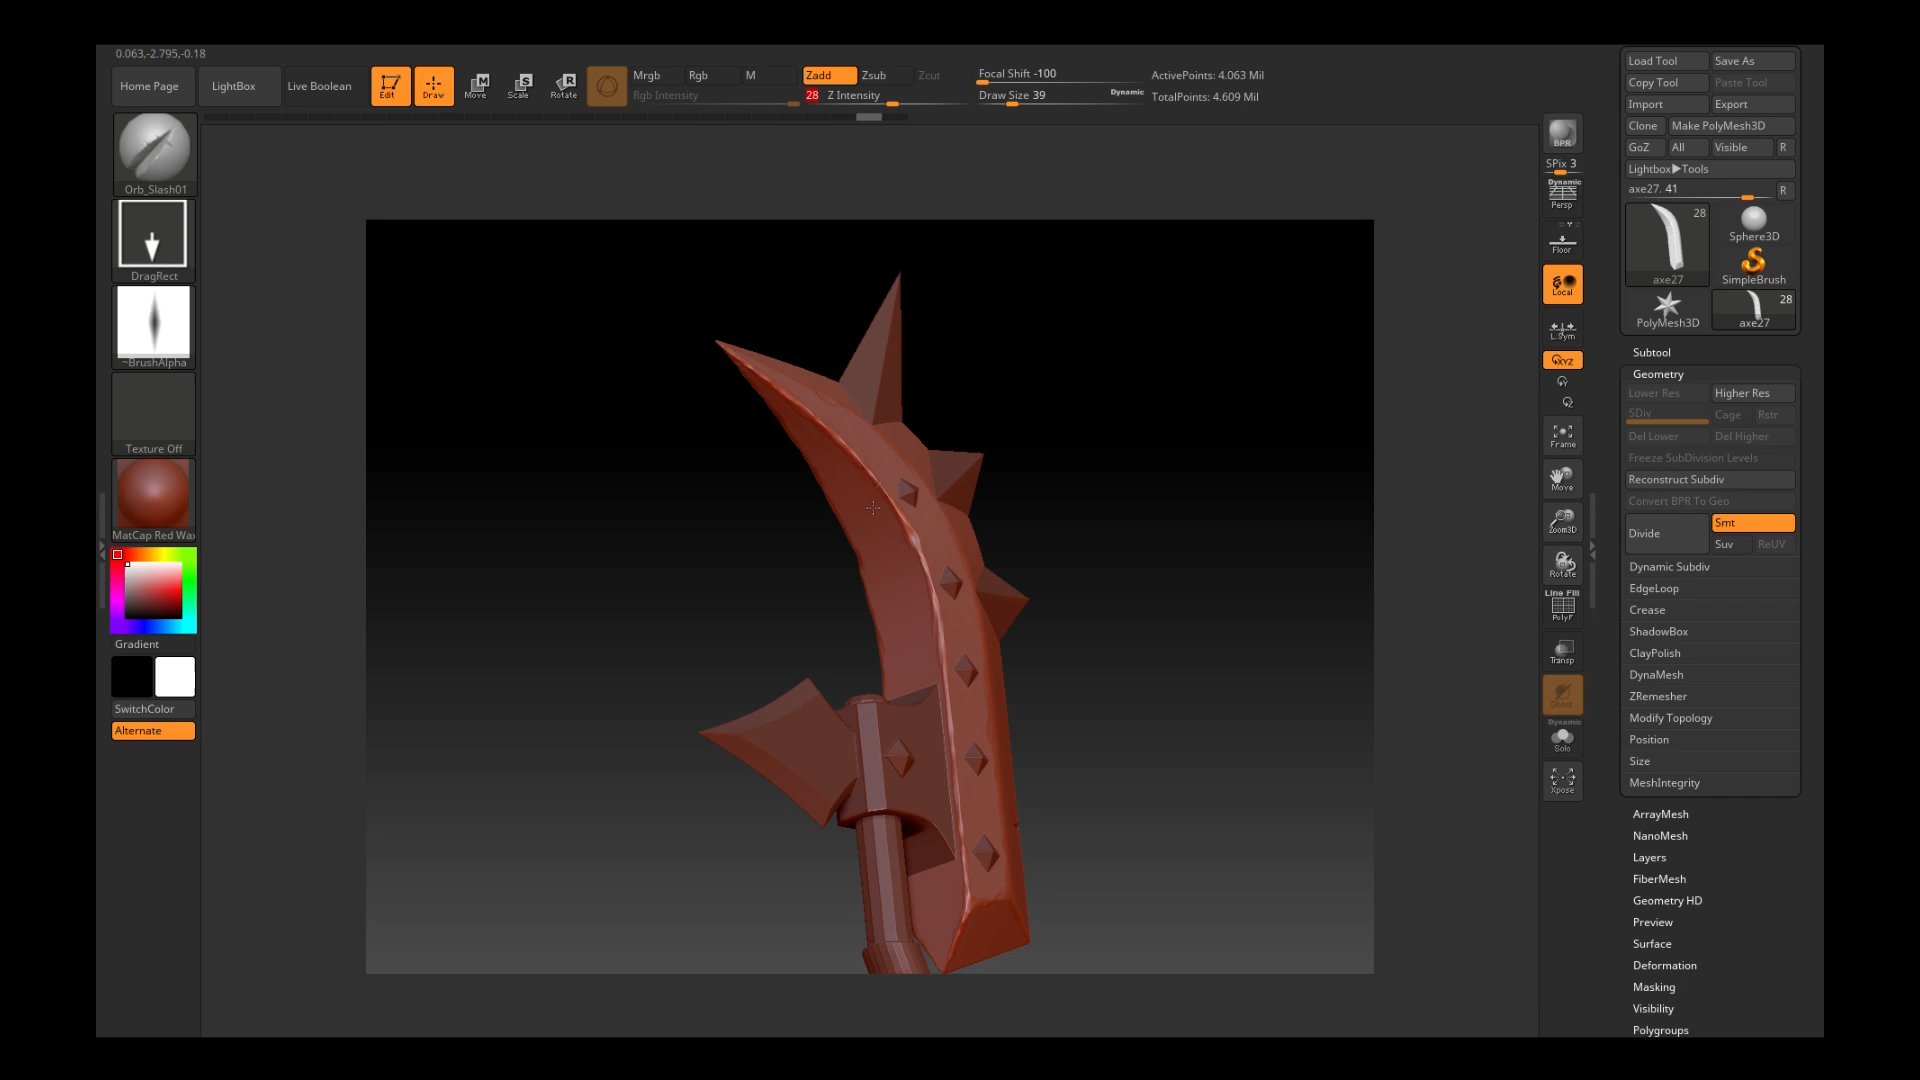 0.063,-2.795,-0.18
Home Page
LightBox
Live Boolean
Edit
Draw
Move
Scale
Rotate
Mrgb
Rgb
M
Rgb Intensity
Zadd
Zsub
Zcut
28 Z Intensity
Focal Shift -100
Draw Size 39
Dynamic
ActivePoints: 4.063 Mil
TotalPoints: 4.609 Mil
Orb_Slash01
DragRect
~BrushAlpha
Texture Off
MatCap Red Wax
Gradient
SwitchColor
Alternate
BPR
SPix 3
Dynamic
Persp
Floor
Local
L.Sym
XYZ
Frame
Move
Zoom3D
Rotate
Line Fill
PolyF
Transp
Ghost
Dynamic
Solo
Xpose
Load Tool
Save As
Copy Tool
Paste Tool
Import
Export
Clone
Make PolyMesh3D
GoZ
All
Visible
R
Lightbox▶Tools
axe27. 41
R
28
axe27
Sphere3D
SimpleBrush
PolyMesh3D
28
axe27
Subtool
Geometry
Lower Res
Higher Res
SDiv
Cage
Rstr
Del Lower
Del Higher
Freeze SubDivision Levels
Reconstruct Subdiv
Convert BPR To Geo
Divide
Smt
Suv
ReUV
Dynamic Subdiv
EdgeLoop
Crease
ShadowBox
ClayPolish
DynaMesh
ZRemesher
Modify Topology
Position
Size
MeshIntegrity
ArrayMesh
NanoMesh
Layers
FiberMesh
Geometry HD
Preview
Surface
Deformation
Masking
Visibility
Polygroups